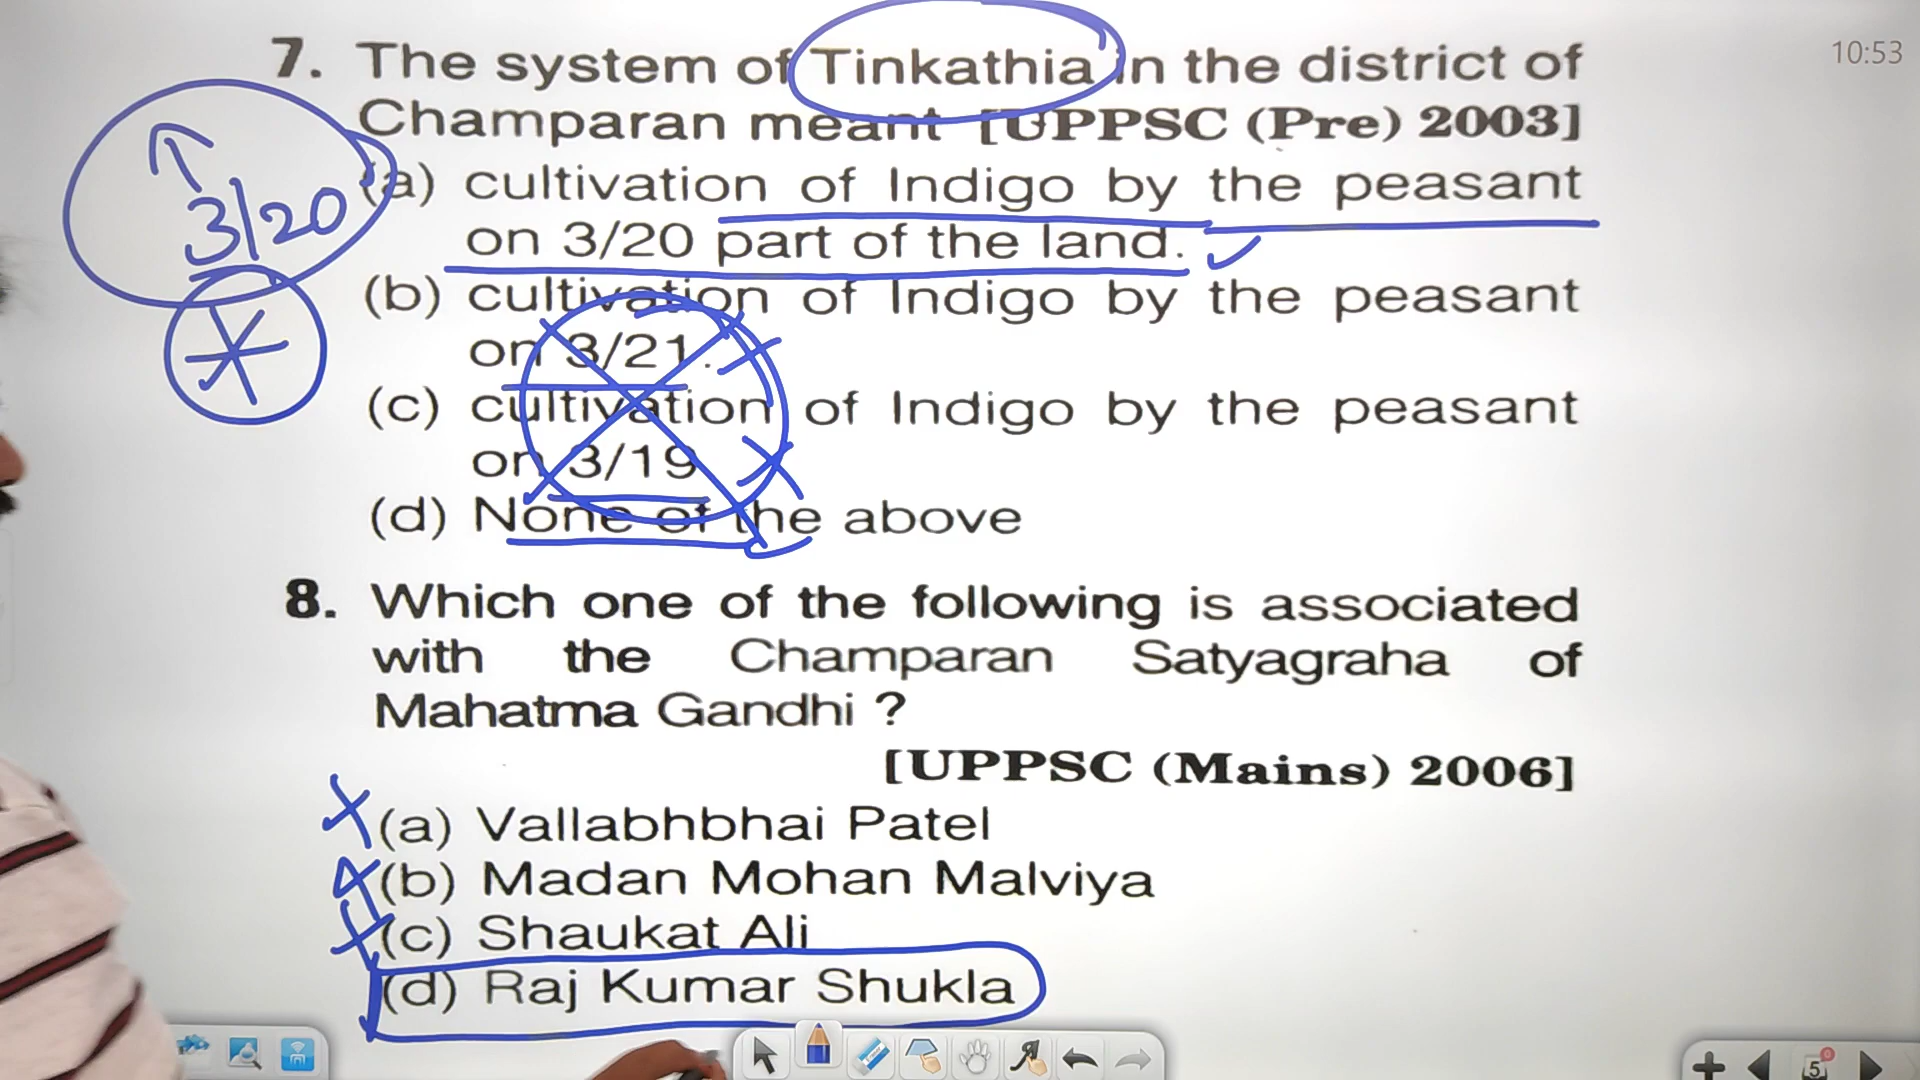 10:53
7. The system of Tinkathia in the district of
Champaran meant [UPPSC (Pre) 2003]
3/20
(a) cultivation of Indigo by the peasant
on 3/20 part of the land.
(b) cultivation of Indigo by the peasant
on 3/21.
(c) cultivation of Indigo by the peasant
on 3/19
(d) None of the above
8. Which one of the following is associated
with the Champaran Satyagraha of
Mahatma Gandhi ?
[UPPSC (Mains) 2006]
(a) Vallabhbhai Patel
(b) Madan Mohan Malviya
(c) Shaukat Ali
(d) Raj Kumar Shukla
5